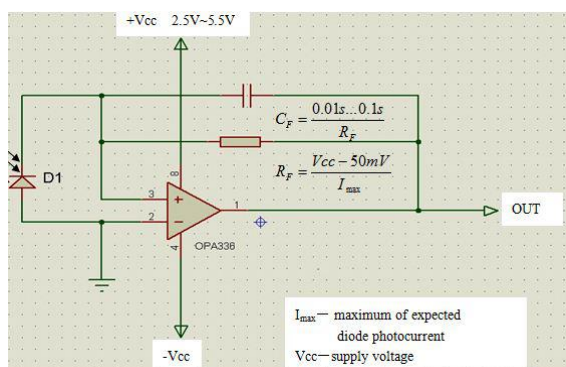 +Vcc 2.5V~5.5V
C_F = 0.01s...0.1s / R_F
R_F = Vcc − 50mV / I_max
D1
8
3
+
1
2
−
4
OPA336
OUT
-Vcc
I_max— maximum of expected
diode photocurrent
Vcc—supply voltage